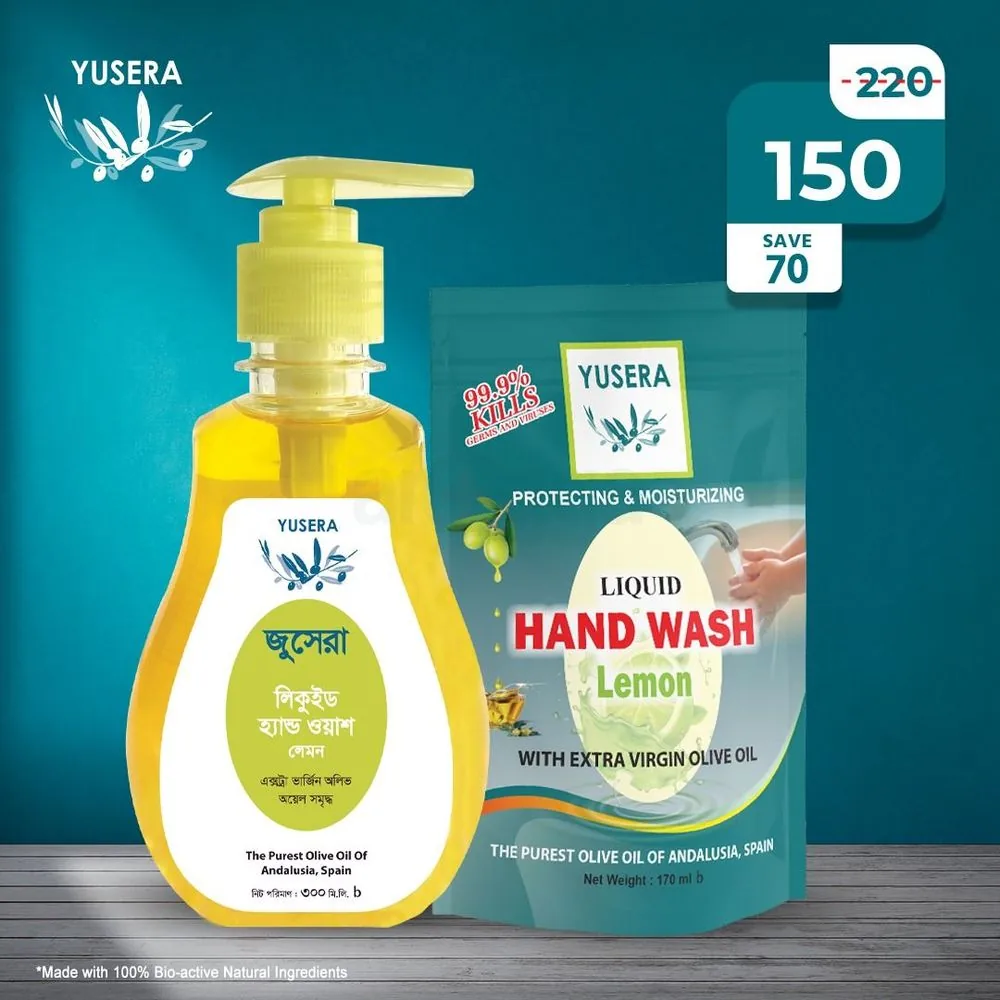 YUSERA
220
150
SAVE
70
YUSERA
জুসেরা
লিকুইড
হ্যান্ড ওয়াশ
লেমন
এক্সট্রা ভার্জিন অলিভ
অয়েল সমৃদ্ধ
The Purest Olive Oil Of
Andalusia, Spain
নিট পরিমাণ : ৩০০ মি.লি. b
99.9%
KILLS
GERMS AND VIRUSES
YUSERA
PROTECTING & MOISTURIZING
LIQUID
HAND WASH
Lemon
WITH EXTRA VIRGIN OLIVE OIL
THE PUREST OLIVE OIL OF ANDALUSIA, SPAIN
Net Weight : 170 ml b
*Made with 100% Bio-active Natural Ingredients